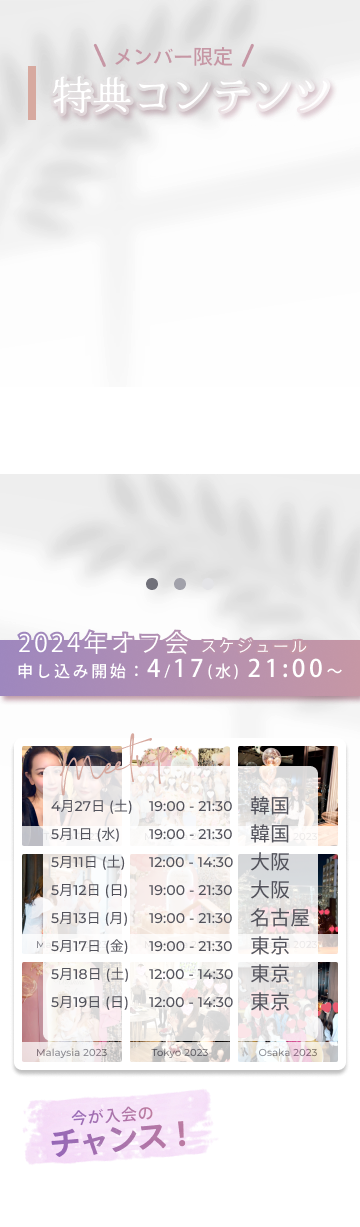 メンバー限定
特典コンテンツ
2024年オフ会 スケジュール
申し込み開始：4/17(水) 21:00～
Meet up
4月27日 (土) 19:00 - 21:30 韓国
5月1日 (水) 19:00 - 21:30 韓国
5月11日 (土) 12:00 - 14:30 大阪
5月12日 (日) 19:00 - 21:30 大阪
5月13日 (月) 19:00 - 21:30 名古屋
5月17日 (金) 19:00 - 21:30 東京
5月18日 (土) 12:00 - 14:30 東京
5月19日 (日) 12:00 - 14:30 東京
Malaysia 2023 Tokyo 2023 Osaka 2023
今が入会の
チャンス！